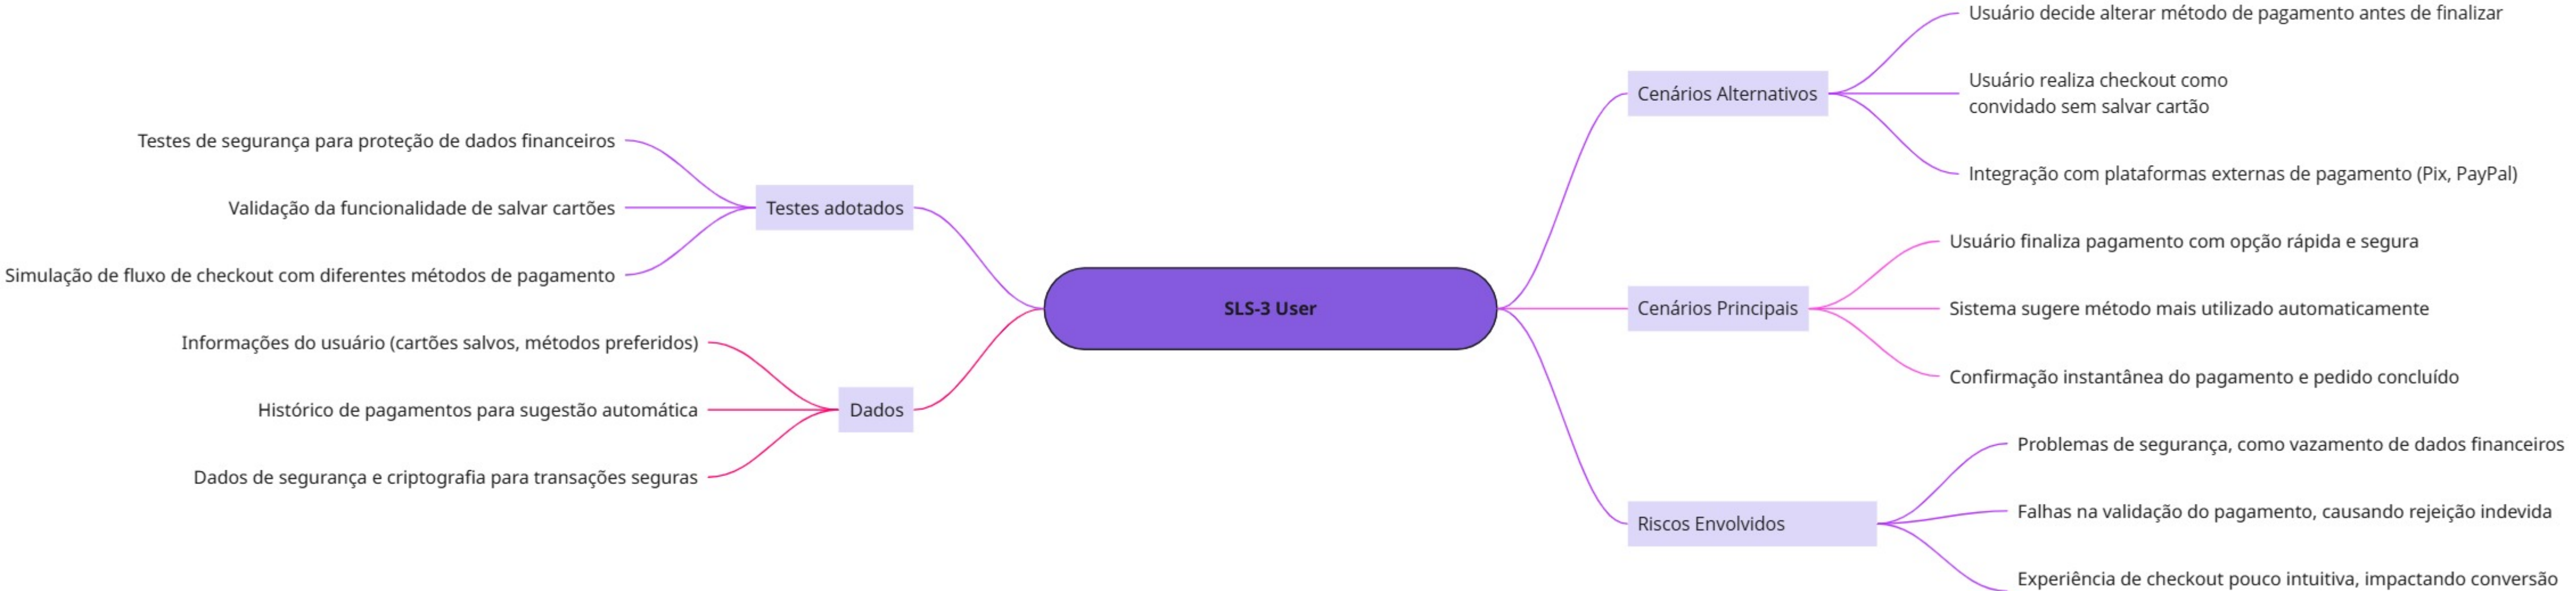 Testes de segurança para proteção de dados financeiros
Validação da funcionalidade de salvar cartões
Simulação de fluxo de checkout com diferentes métodos de pagamento
Testes adotados
Informações do usuário (cartões salvos, métodos preferidos)
Histórico de pagamentos para sugestão automática
Dados de segurança e criptografia para transações seguras
Dados
SLS-3 User
Cenários Alternativos
Usuário decide alterar método de pagamento antes de finalizar
Usuário realiza checkout como
convidado sem salvar cartão
Integração com plataformas externas de pagamento (Pix, PayPal)
Cenários Principais
Usuário finaliza pagamento com opção rápida e segura
Sistema sugere método mais utilizado automaticamente
Confirmação instantânea do pagamento e pedido concluído
Riscos Envolvidos
Problemas de segurança, como vazamento de dados financeiros
Falhas na validação do pagamento, causando rejeição indevida
Experiência de checkout pouco intuitiva, impactando conversão